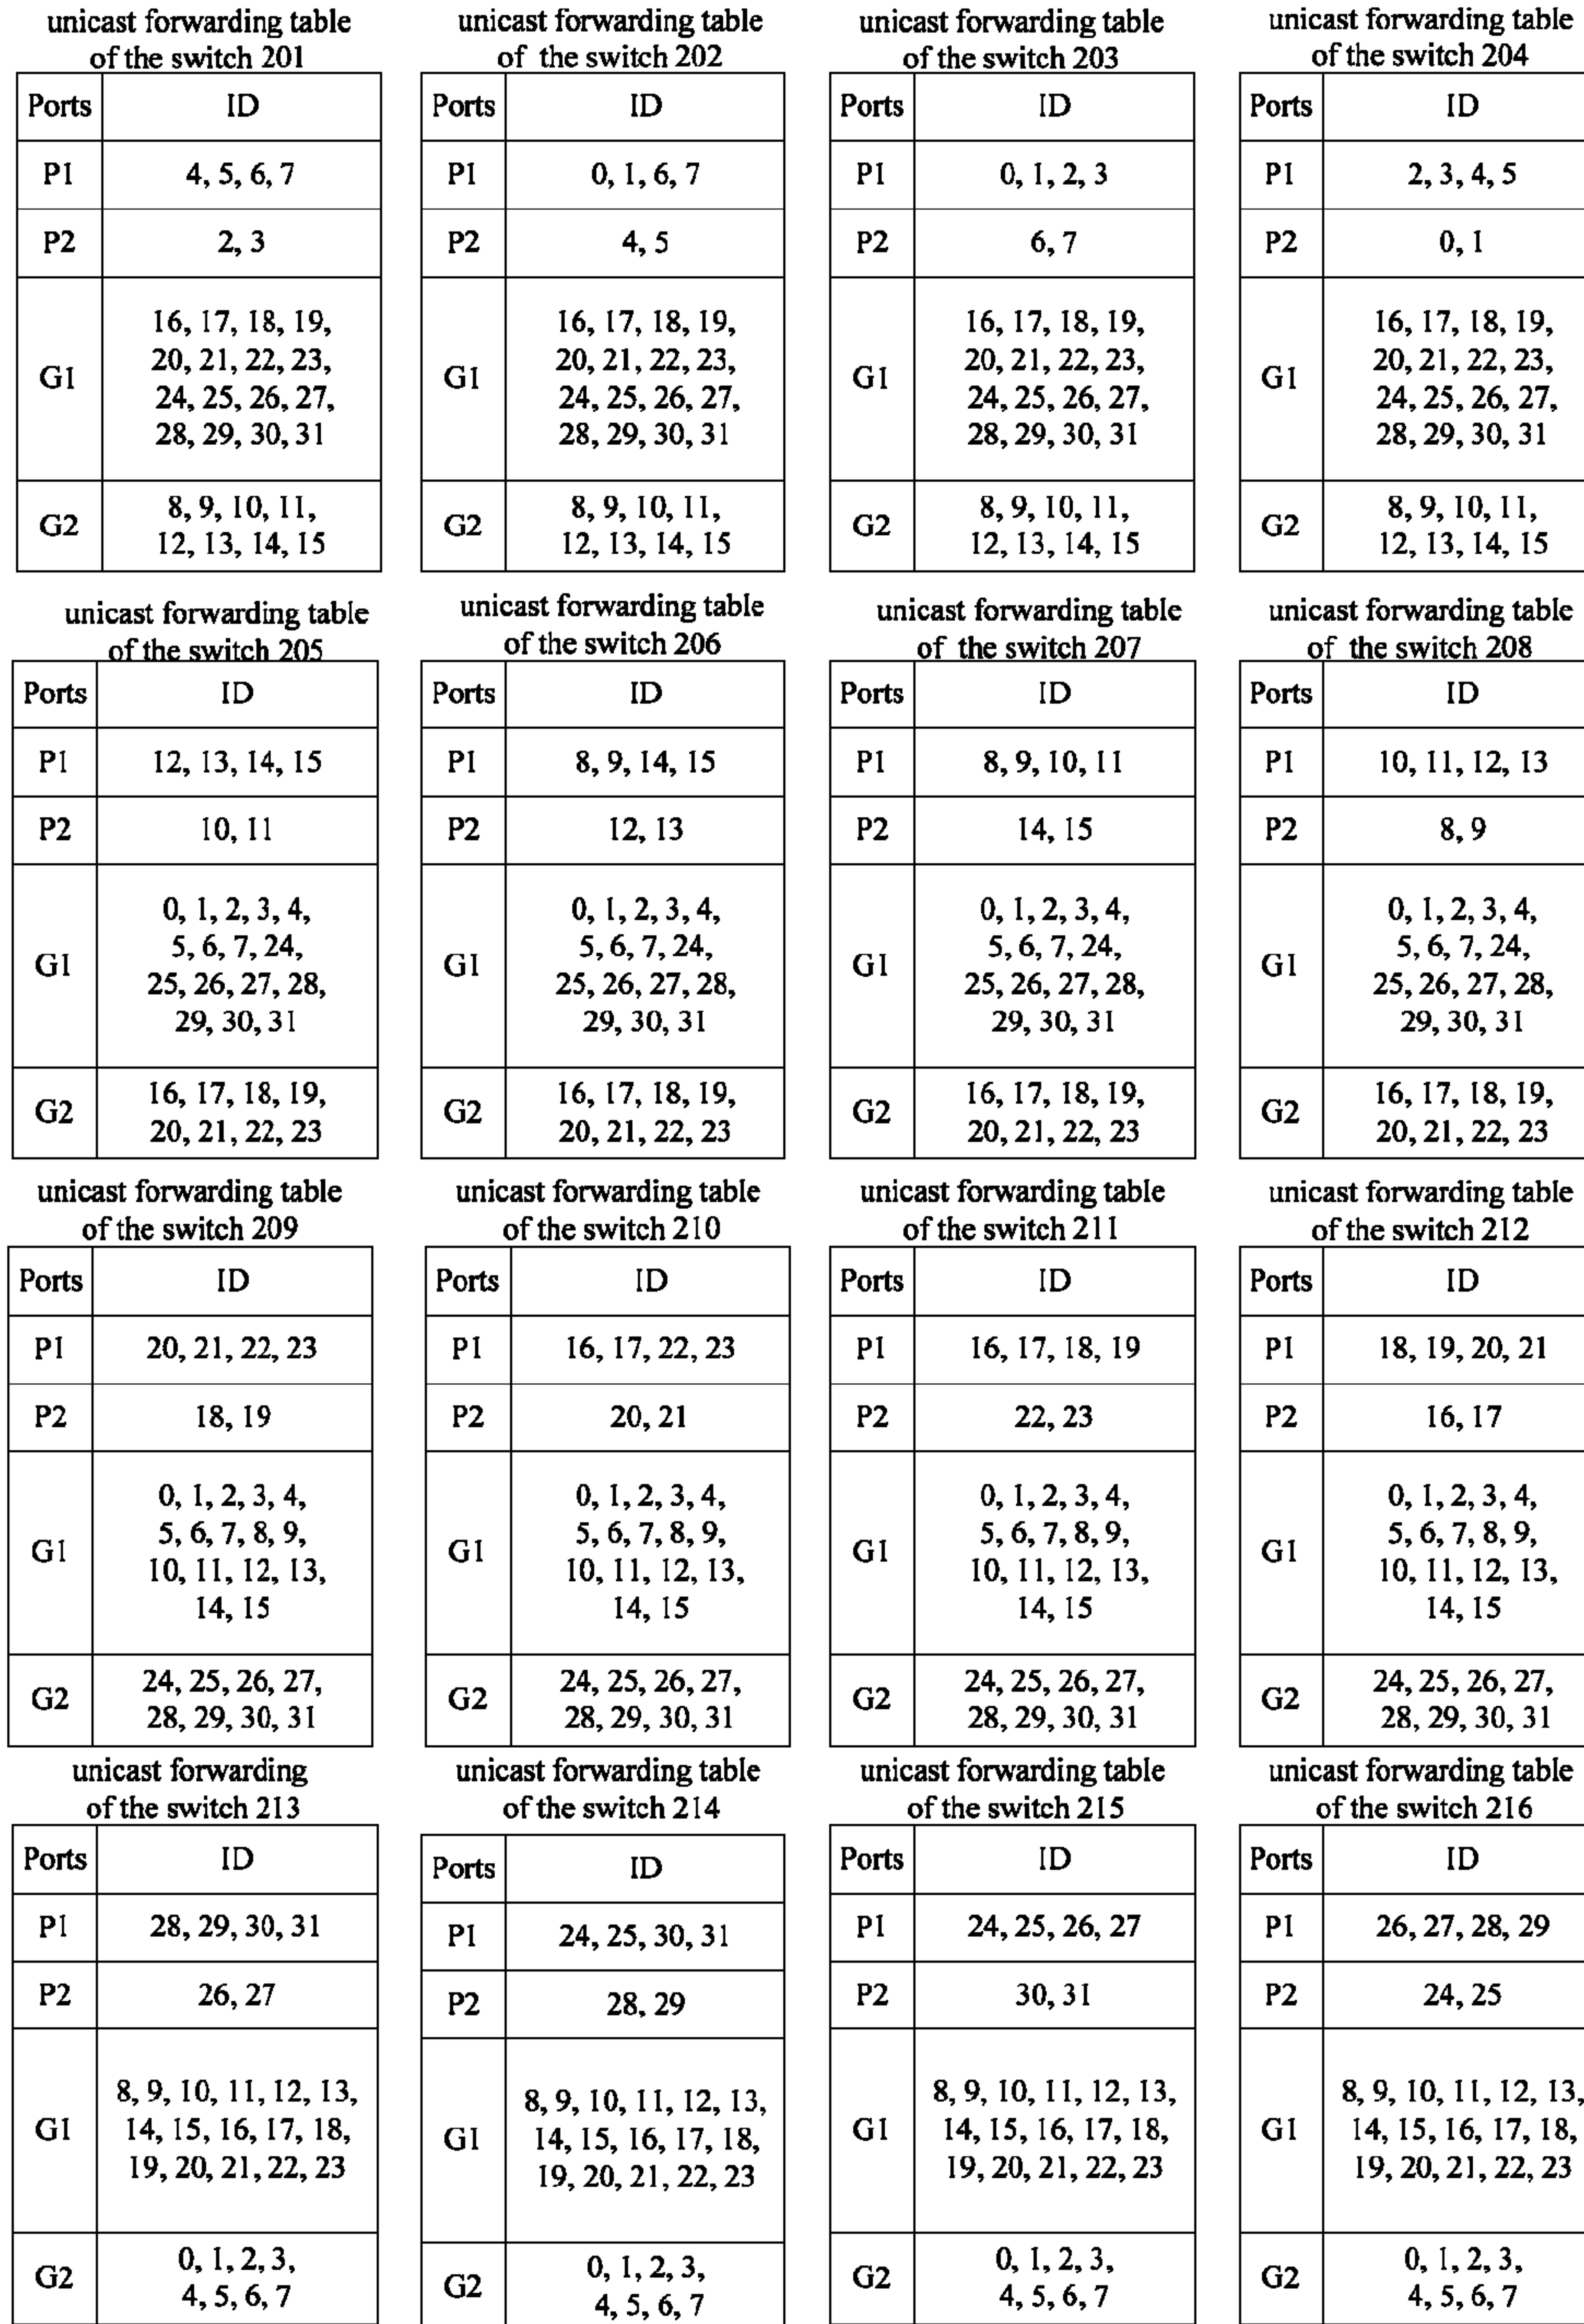 unicast forwarding table
of the switch 201
Ports ID
P1 4, 5, 6, 7
P2 2, 3
G1 16, 17, 18, 19,
20, 21, 22, 23,
24, 25, 26, 27,
28, 29, 30, 31
G2 8, 9, 10, 11,
12, 13, 14, 15
unicast forwarding table
of the switch 202
Ports ID
P1 0, 1, 6, 7
P2 4, 5
G1 16, 17, 18, 19,
20, 21, 22, 23,
24, 25, 26, 27,
28, 29, 30, 31
G2 8, 9, 10, 11,
12, 13, 14, 15
unicast forwarding table
of the switch 203
Ports ID
P1 0, 1, 2, 3
P2 6, 7
G1 16, 17, 18, 19,
20, 21, 22, 23,
24, 25, 26, 27,
28, 29, 30, 31
G2 8, 9, 10, 11,
12, 13, 14, 15
unicast forwarding table
of the switch 204
Ports ID
P1 2, 3, 4, 5
P2 0, 1
G1 16, 17, 18, 19,
20, 21, 22, 23,
24, 25, 26, 27,
28, 29, 30, 31
G2 8, 9, 10, 11,
12, 13, 14, 15
unicast forwarding table
of the switch 205
Ports ID
P1 12, 13, 14, 15
P2 10, 11
G1 0, 1, 2, 3, 4,
5, 6, 7, 24,
25, 26, 27, 28,
29, 30, 31
G2 16, 17, 18, 19,
20, 21, 22, 23
unicast forwarding table
of the switch 206
Ports ID
P1 8, 9, 14, 15
P2 12, 13
G1 0, 1, 2, 3, 4,
5, 6, 7, 24,
25, 26, 27, 28,
29, 30, 31
G2 16, 17, 18, 19,
20, 21, 22, 23
unicast forwarding table
of the switch 207
Ports ID
P1 8, 9, 10, 11
P2 14, 15
G1 0, 1, 2, 3, 4,
5, 6, 7, 24,
25, 26, 27, 28,
29, 30, 31
G2 16, 17, 18, 19,
20, 21, 22, 23
unicast forwarding table
of the switch 208
Ports ID
P1 10, 11, 12, 13
P2 8, 9
G1 0, 1, 2, 3, 4,
5, 6, 7, 24,
25, 26, 27, 28,
29, 30, 31
G2 16, 17, 18, 19,
20, 21, 22, 23
unicast forwarding table
of the switch 209
Ports ID
P1 20, 21, 22, 23
P2 18, 19
G1 0, 1, 2, 3, 4,
5, 6, 7, 8, 9,
10, 11, 12, 13,
14, 15
G2 24, 25, 26, 27,
28, 29, 30, 31
unicast forwarding table
of the switch 210
Ports ID
P1 16, 17, 22, 23
P2 20, 21
G1 0, 1, 2, 3, 4,
5, 6, 7, 8, 9,
10, 11, 12, 13,
14, 15
G2 24, 25, 26, 27,
28, 29, 30, 31
unicast forwarding table
of the switch 211
Ports ID
P1 16, 17, 18, 19
P2 22, 23
G1 0, 1, 2, 3, 4,
5, 6, 7, 8, 9,
10, 11, 12, 13,
14, 15
G2 24, 25, 26, 27,
28, 29, 30, 31
unicast forwarding table
of the switch 212
Ports ID
P1 18, 19, 20, 21
P2 16, 17
G1 0, 1, 2, 3, 4,
5, 6, 7, 8, 9,
10, 11, 12, 13,
14, 15
G2 24, 25, 26, 27,
28, 29, 30, 31
unicast forwarding
of the switch 213
Ports ID
P1 28, 29, 30, 31
P2 26, 27
G1 8, 9, 10, 11, 12, 13,
14, 15, 16, 17, 18,
19, 20, 21, 22, 23
G2 0, 1, 2, 3,
4, 5, 6, 7
unicast forwarding table
of the switch 214
Ports ID
P1 24, 25, 30, 31
P2 28, 29
G1 8, 9, 10, 11, 12, 13,
14, 15, 16, 17, 18,
19, 20, 21, 22, 23
G2 0, 1, 2, 3,
4, 5, 6, 7
unicast forwarding table
of the switch 215
Ports ID
P1 24, 25, 26, 27
P2 30, 31
G1 8, 9, 10, 11, 12, 13,
14, 15, 16, 17, 18,
19, 20, 21, 22, 23
G2 0, 1, 2, 3,
4, 5, 6, 7
unicast forwarding table
of the switch 216
Ports ID
P1 26, 27, 28, 29
P2 24, 25
G1 8, 9, 10, 11, 12, 13,
14, 15, 16, 17, 18,
19, 20, 21, 22, 23
G2 0, 1, 2, 3,
4, 5, 6, 7